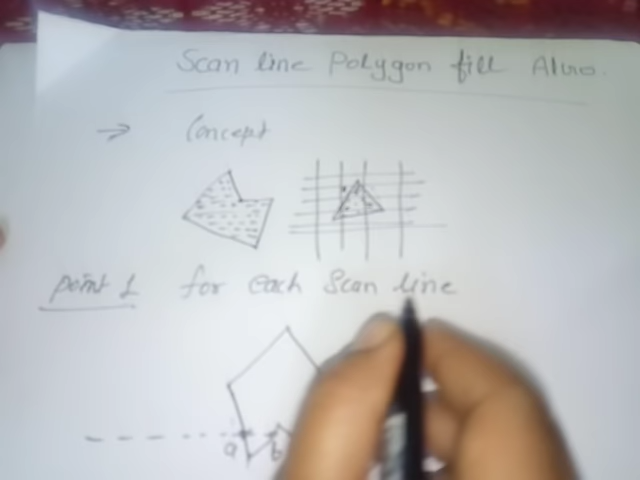 Scan line Polygon fill Algo.
→ Concept
Point 1 for each Scan line
a b